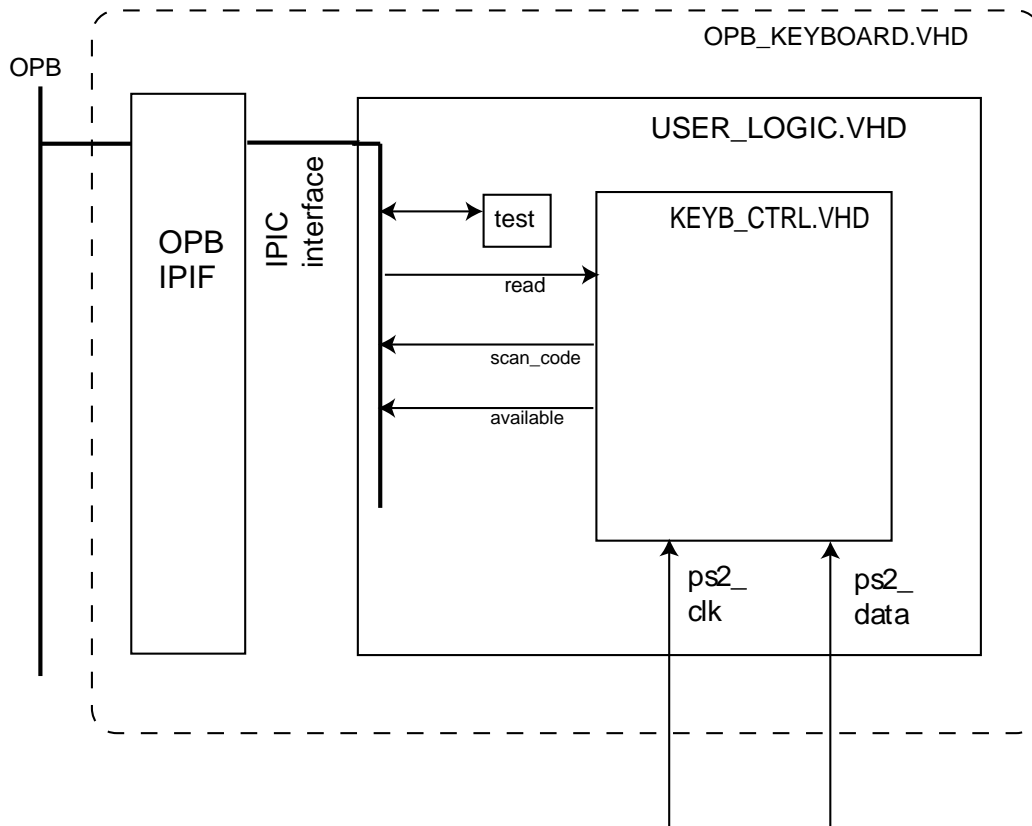 OPB_KEYBOARD.VHD
OPB
USER_LOGIC.VHD
KEYB_CTRL.VHD
OPB
IPIF
IPIC
interface
test
read
scan_code
available
ps2_
clk
ps2_
data